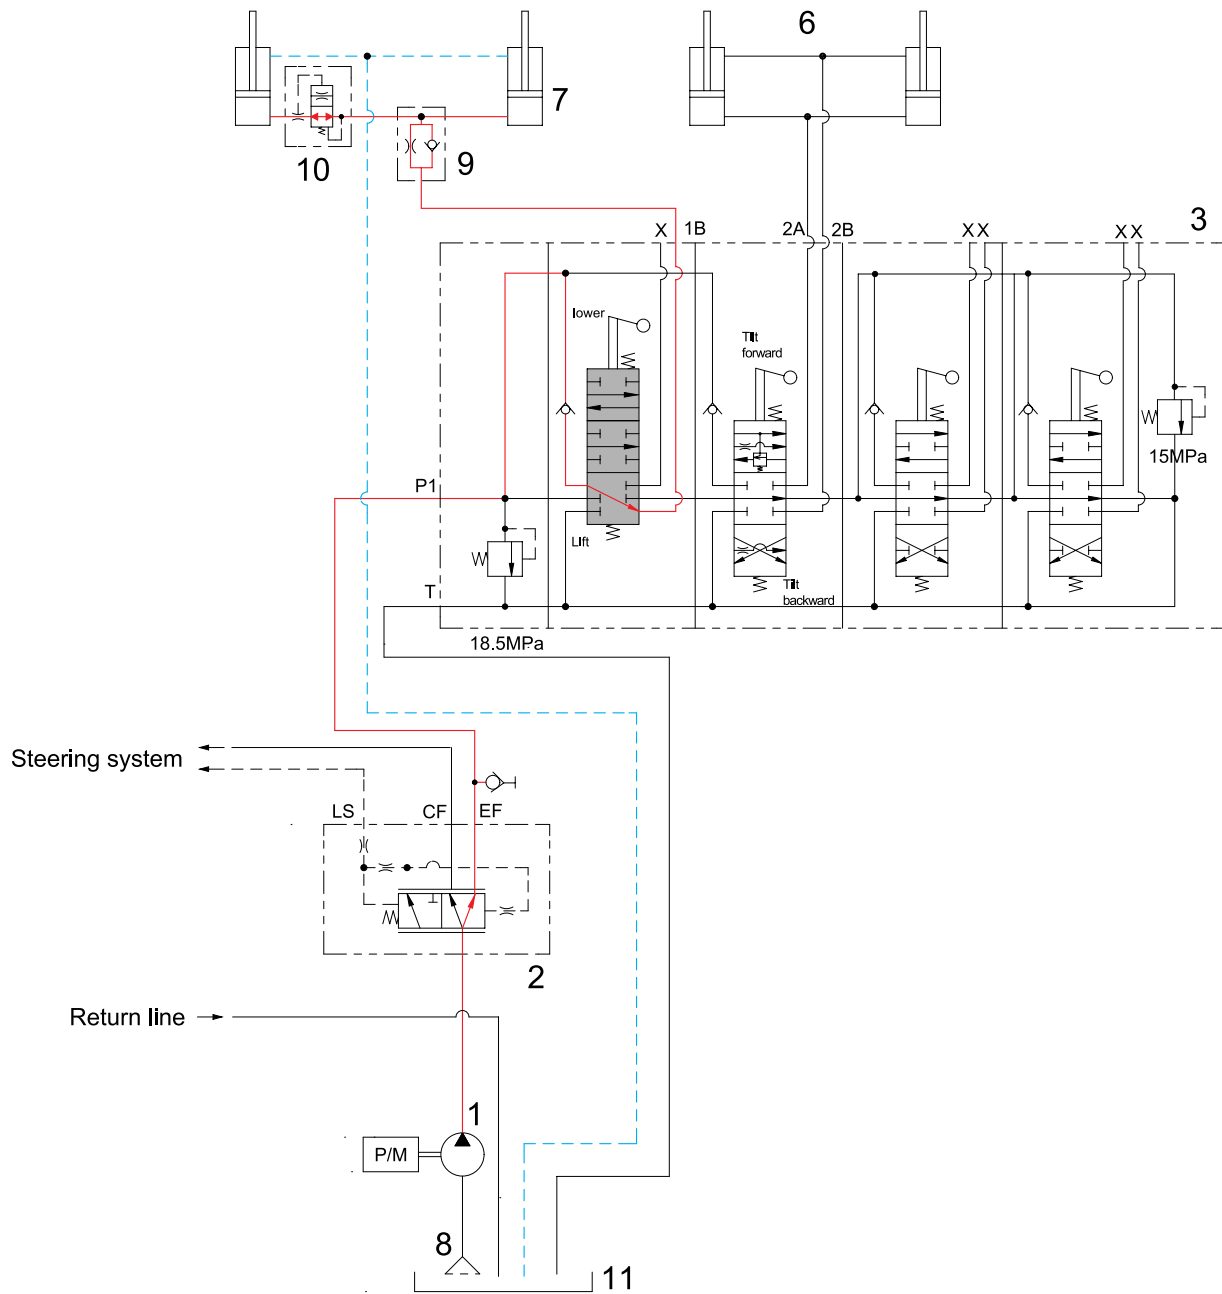 6
7
10
9
3
X
1B
2A
2B
X X
X X
lower
Tilt
forward
15MPa
P1
Lift
T
Tilt
backward
18.5MPa
Steering system
LS
CF
EF
2
Return line
1
P/M
8
11